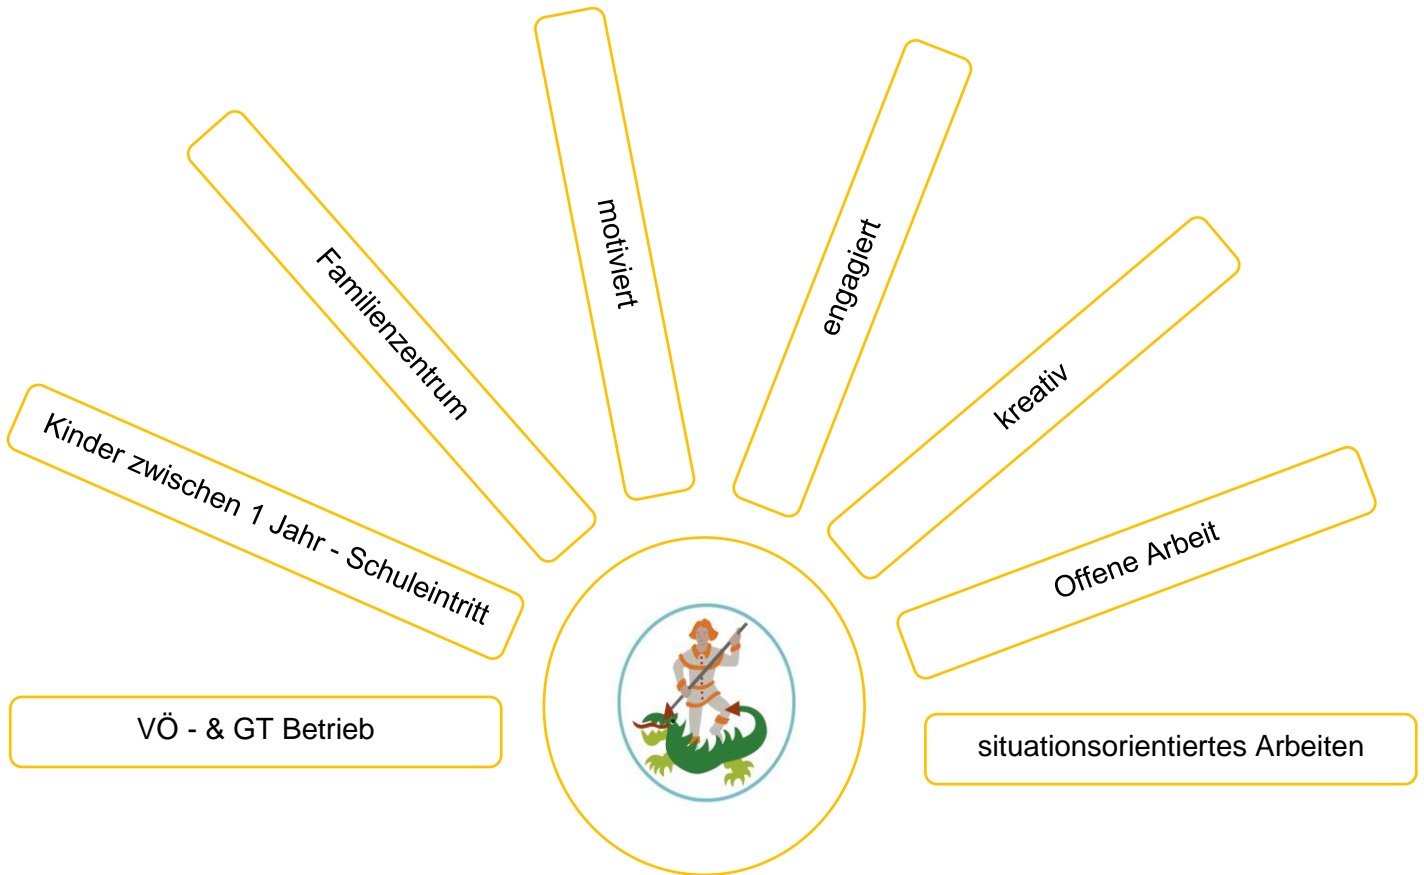 VÖ - & GT Betrieb
Kinder zwischen 1 Jahr - Schuleintritt
Familienzentrum
motiviert
engagiert
kreativ
Offene Arbeit
situationsorientiertes Arbeiten